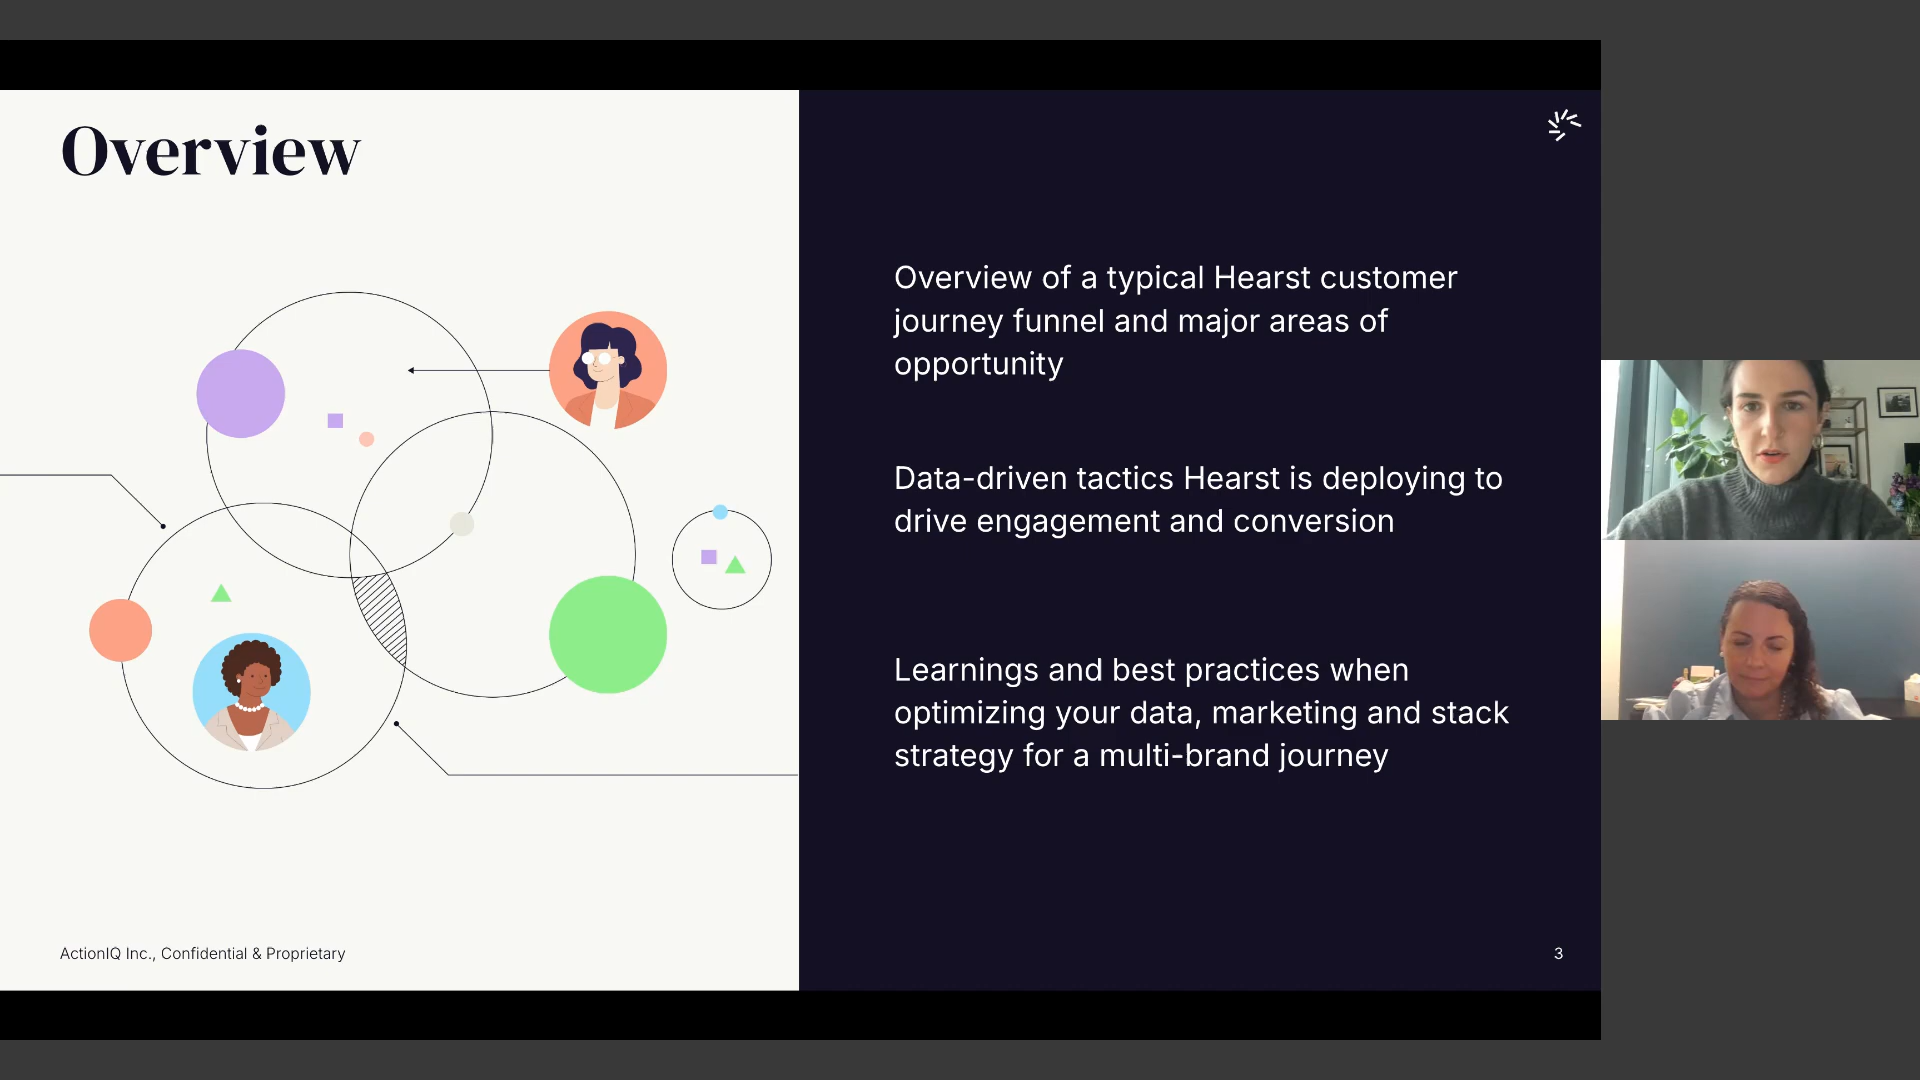 Overview
Overview of a typical Hearst customer
journey funnel and major areas of
opportunity
Data-driven tactics Hearst is deploying to
drive engagement and conversion
Learnings and best practices when
optimizing your data, marketing and stack
strategy for a multi-brand journey
ActionIQ Inc., Confidential & Proprietary
3